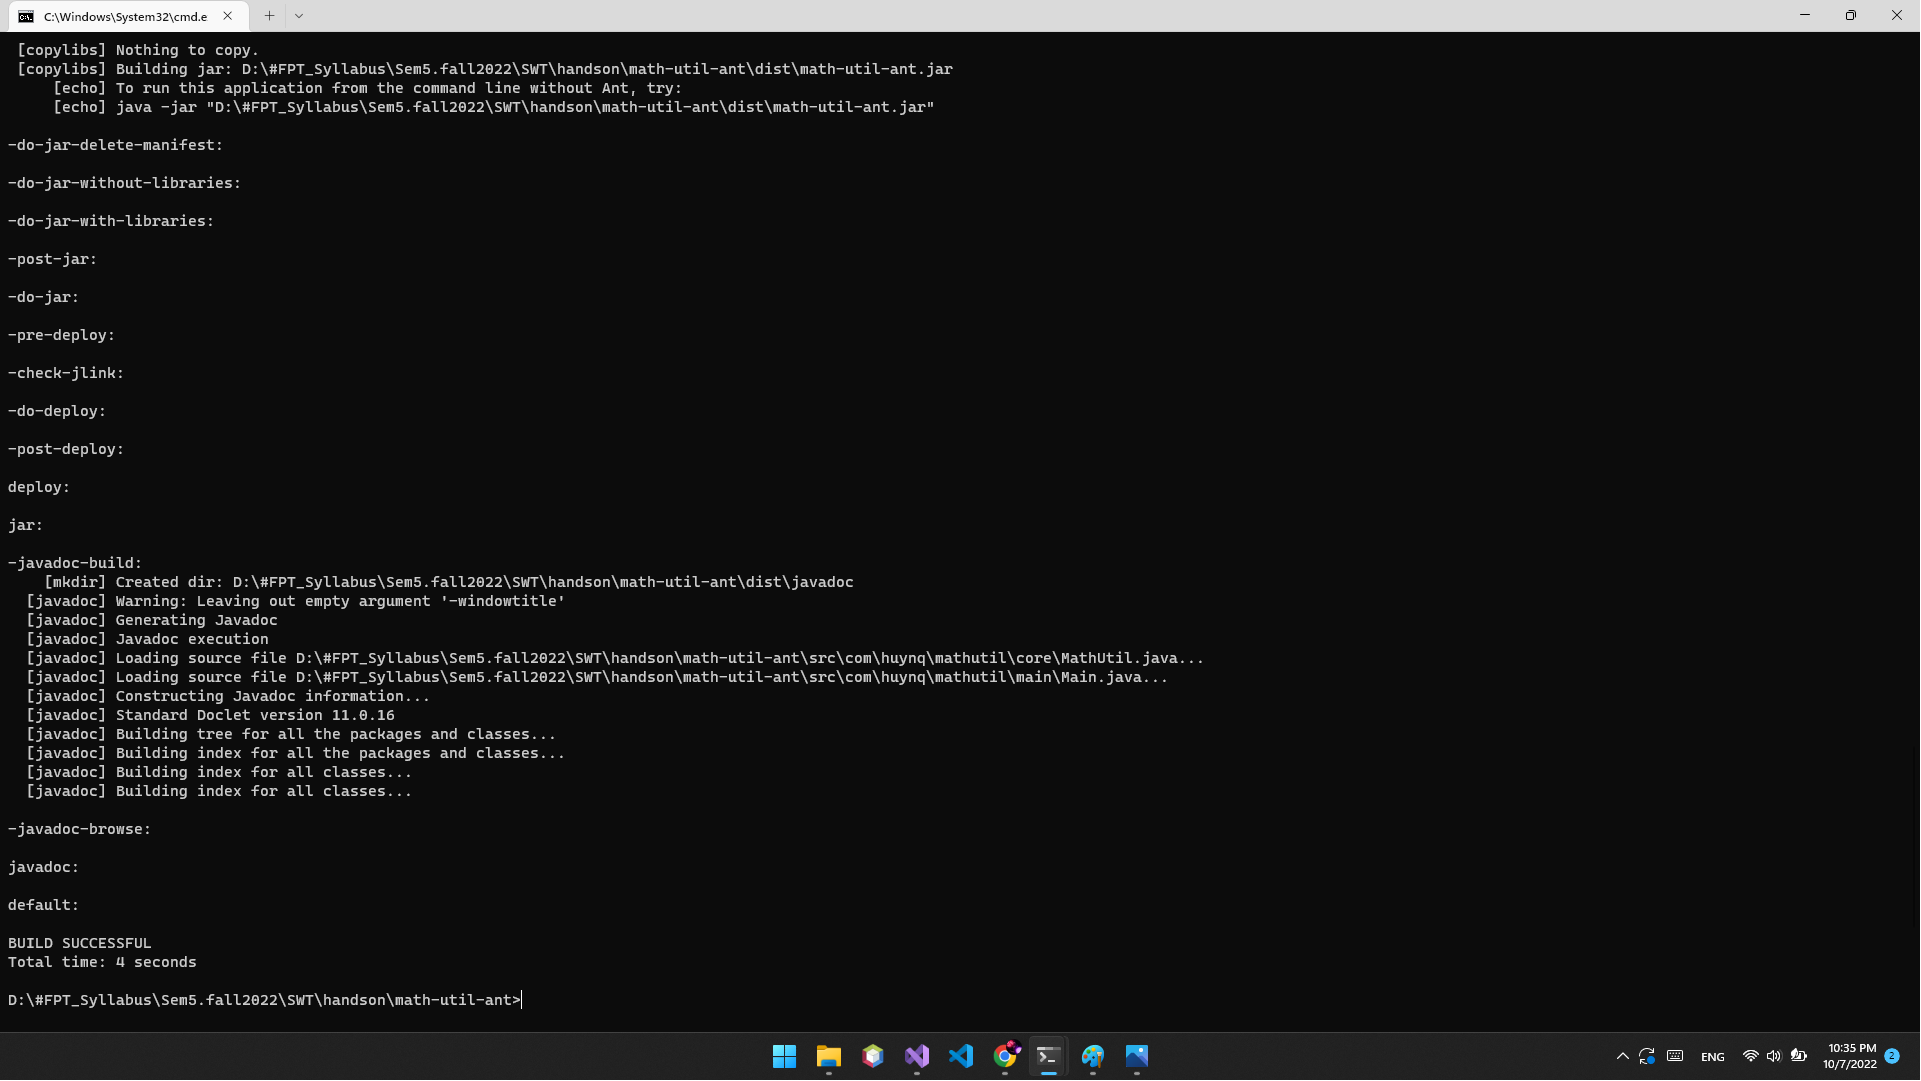 C:\Windows\System32\cmd.e
[copylibs] Nothing to copy.
[copylibs] Building jar: D:\#FPT_Syllabus\Sem5.fall2022\SWT\handson\math-util-ant\dist\math-util-ant.jar
[echo] To run this application from the command line without Ant, try:
[echo] java -jar "D:\#FPT_Syllabus\Sem5.fall2022\SWT\handson\math-util-ant\dist\math-util-ant.jar"
-do-jar-delete-manifest:
-do-jar-without-libraries:
-do-jar-with-libraries:
-post-jar:
-do-jar:
-pre-deploy:
-check-jlink:
-do-deploy:
-post-deploy:
deploy:
jar:
-javadoc-build:
[mkdir] Created dir: D:\#FPT_Syllabus\Sem5.fall2022\SWT\handson\math-util-ant\dist\javadoc
[javadoc] Warning: Leaving out empty argument '-windowtitle'
[javadoc] Generating Javadoc
[javadoc] Javadoc execution
[javadoc] Loading source file D:\#FPT_Syllabus\Sem5.fall2022\SWT\handson\math-util-ant\src\com\huynq\mathutil\core\MathUtil.java...
[javadoc] Loading source file D:\#FPT_Syllabus\Sem5.fall2022\SWT\handson\math-util-ant\src\com\huynq\mathutil\main\Main.java...
[javadoc] Constructing Javadoc information...
[javadoc] Standard Doclet version 11.0.16
[javadoc] Building tree for all the packages and classes...
[javadoc] Building index for all the packages and classes...
[javadoc] Building index for all classes...
[javadoc] Building index for all classes...
-javadoc-browse:
javadoc:
default:
BUILD SUCCESSFUL
Total time: 4 seconds
D:\#FPT_Syllabus\Sem5.fall2022\SWT\handson\math-util-ant>
ENG
10:35 PM
10/7/2022
2